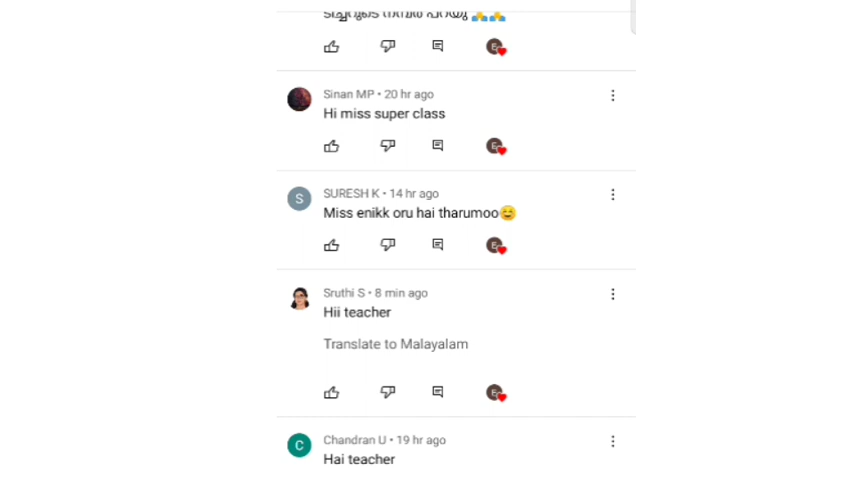 Sinan MP • 20 hr ago
Hi miss super class
S
SURESH K • 14 hr ago
Miss enikk oru hai tharumoo😊
Sruthi S • 8 min ago
Hii teacher
Translate to Malayalam
C
Chandran U • 19 hr ago
Hai teacher